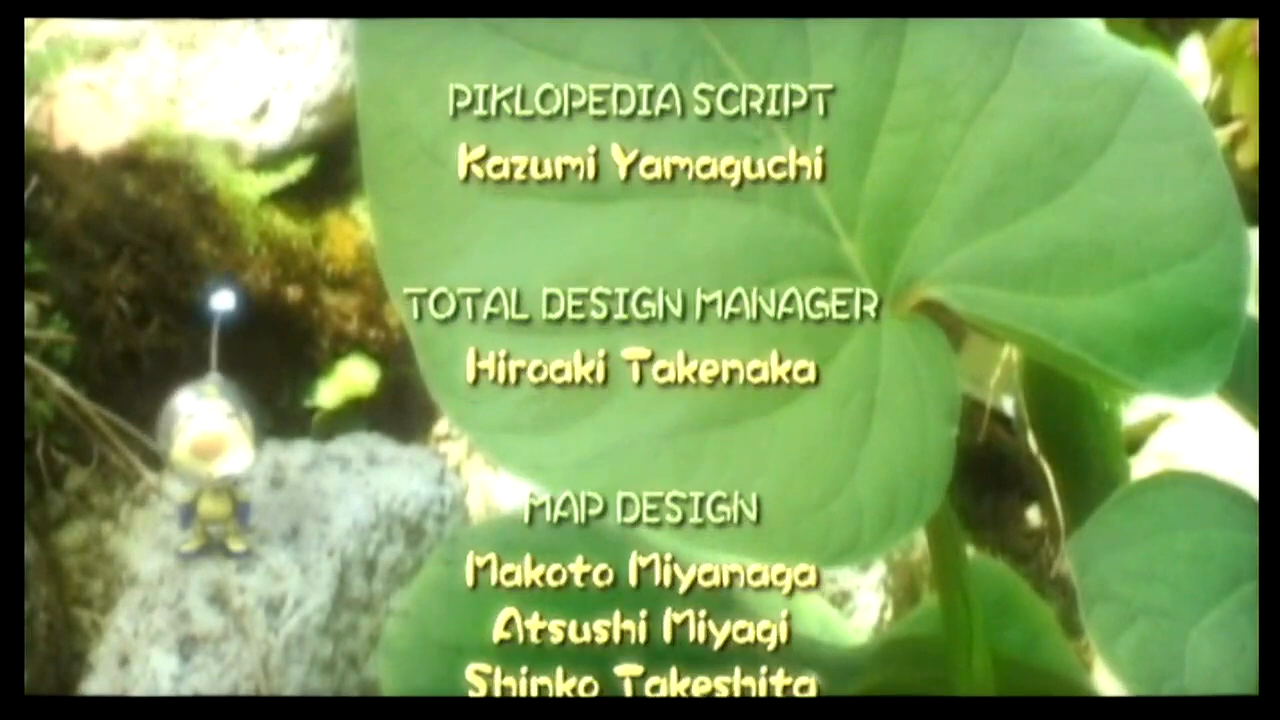 PIKLOPEDIA SCRIPT
Kazumi Yamaguchi
TOTAL DESIGN MANAGER
Hiroaki Takenaka
MAP DESIGN
Makoto Miyanaga
Atsushi Miyagi
Shinko Takeshita